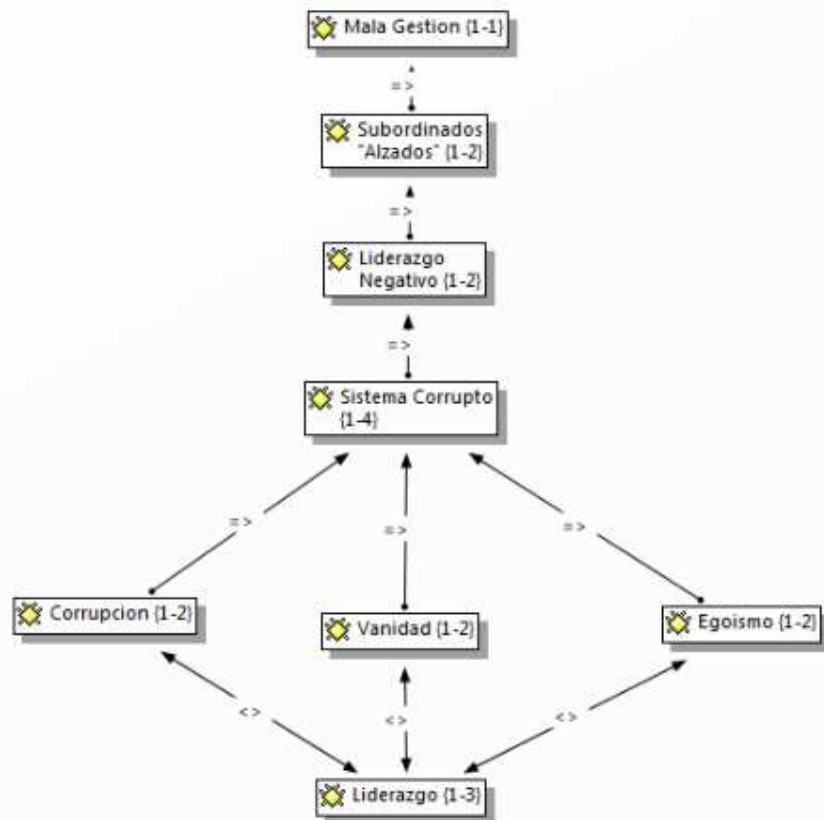 Mala Gestion {1-1}
=>
Subordinados
"Alzados" {1-2}
=>
Liderazgo
Negativo {1-2}
=>
Sistema Corrupto
{1-4}
=>
=>
=>
Corrupcion {1-2}
Vanidad {1-2}
Egoismo {1-2}
<>
<>
<>
Liderazgo {1-3}